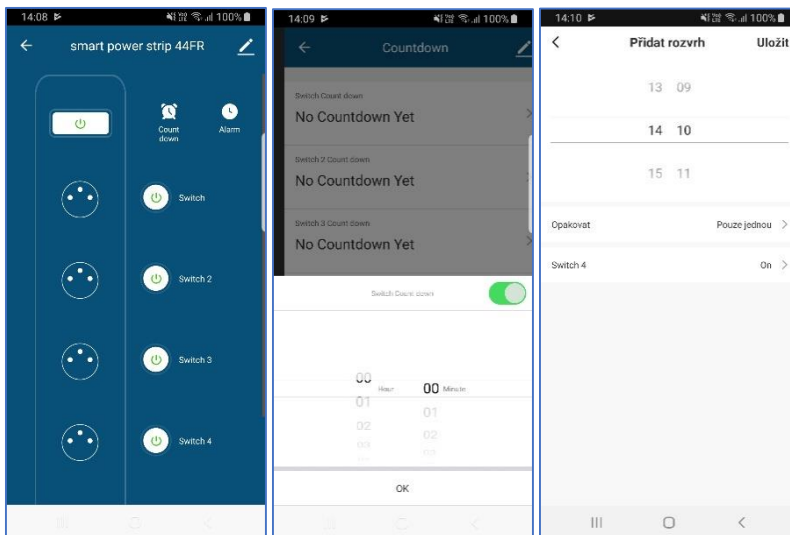 14:08
100%
smart power strip 44FR
Count
down
Alarm
Switch
Switch 2
Switch 3
Switch 4
14:09
100%
Countdown
Switch Count down
No Countdown Yet
Switch 2 Count down
No Countdown Yet
Switch 3 Count down
No Countdown Yet
Switch Count down
00 Hour 00 Minute
01 01
02 02
03 03
OK
14:10
100%
Přidat rozvrh
Uložit
13 09
14 10
15 11
Opakovat
Pouze jednou
Switch 4
On